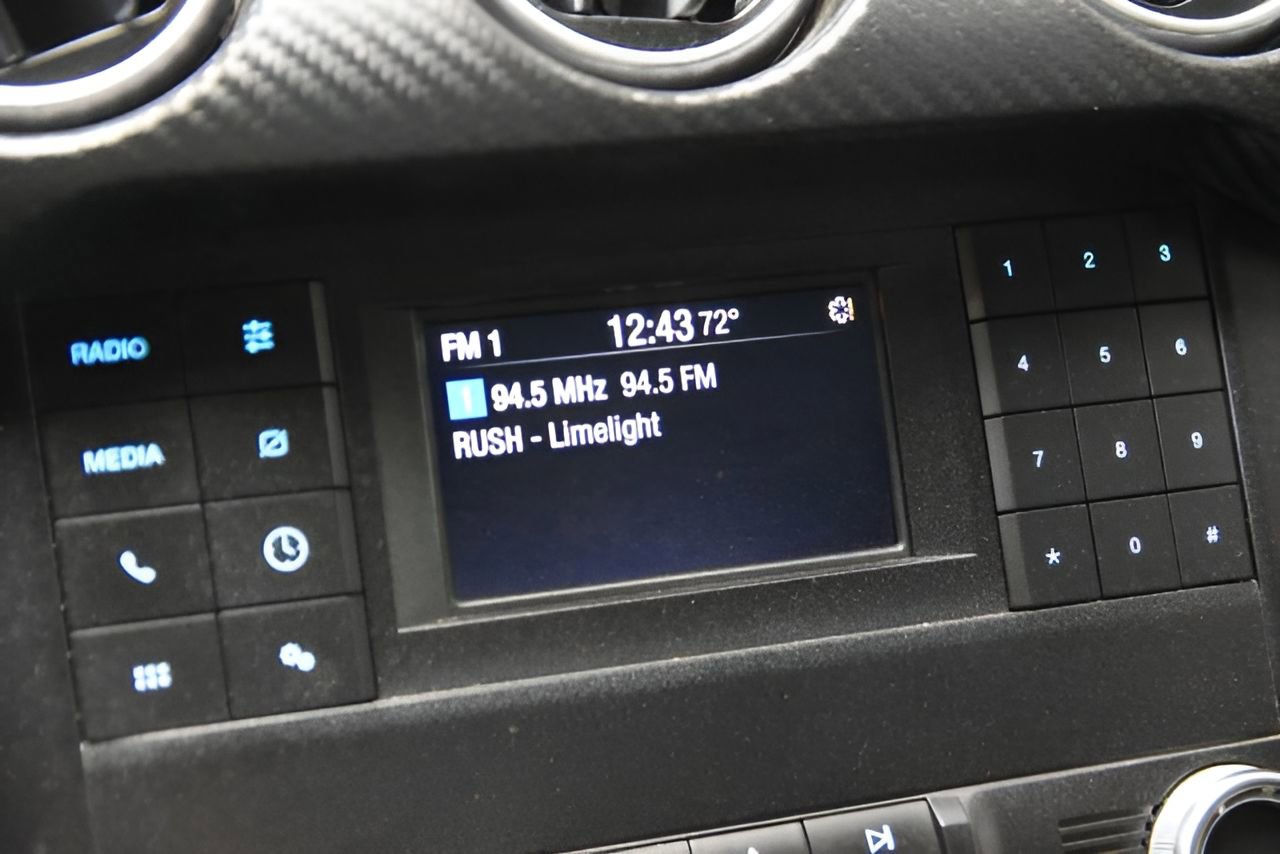 FM 1 12:43 72°
1 94.5 MHz 94.5 FM
RUSH - Limelight
RADIO
MEDIA
1 2 3
4 5 6
7 8 9
* 0 #